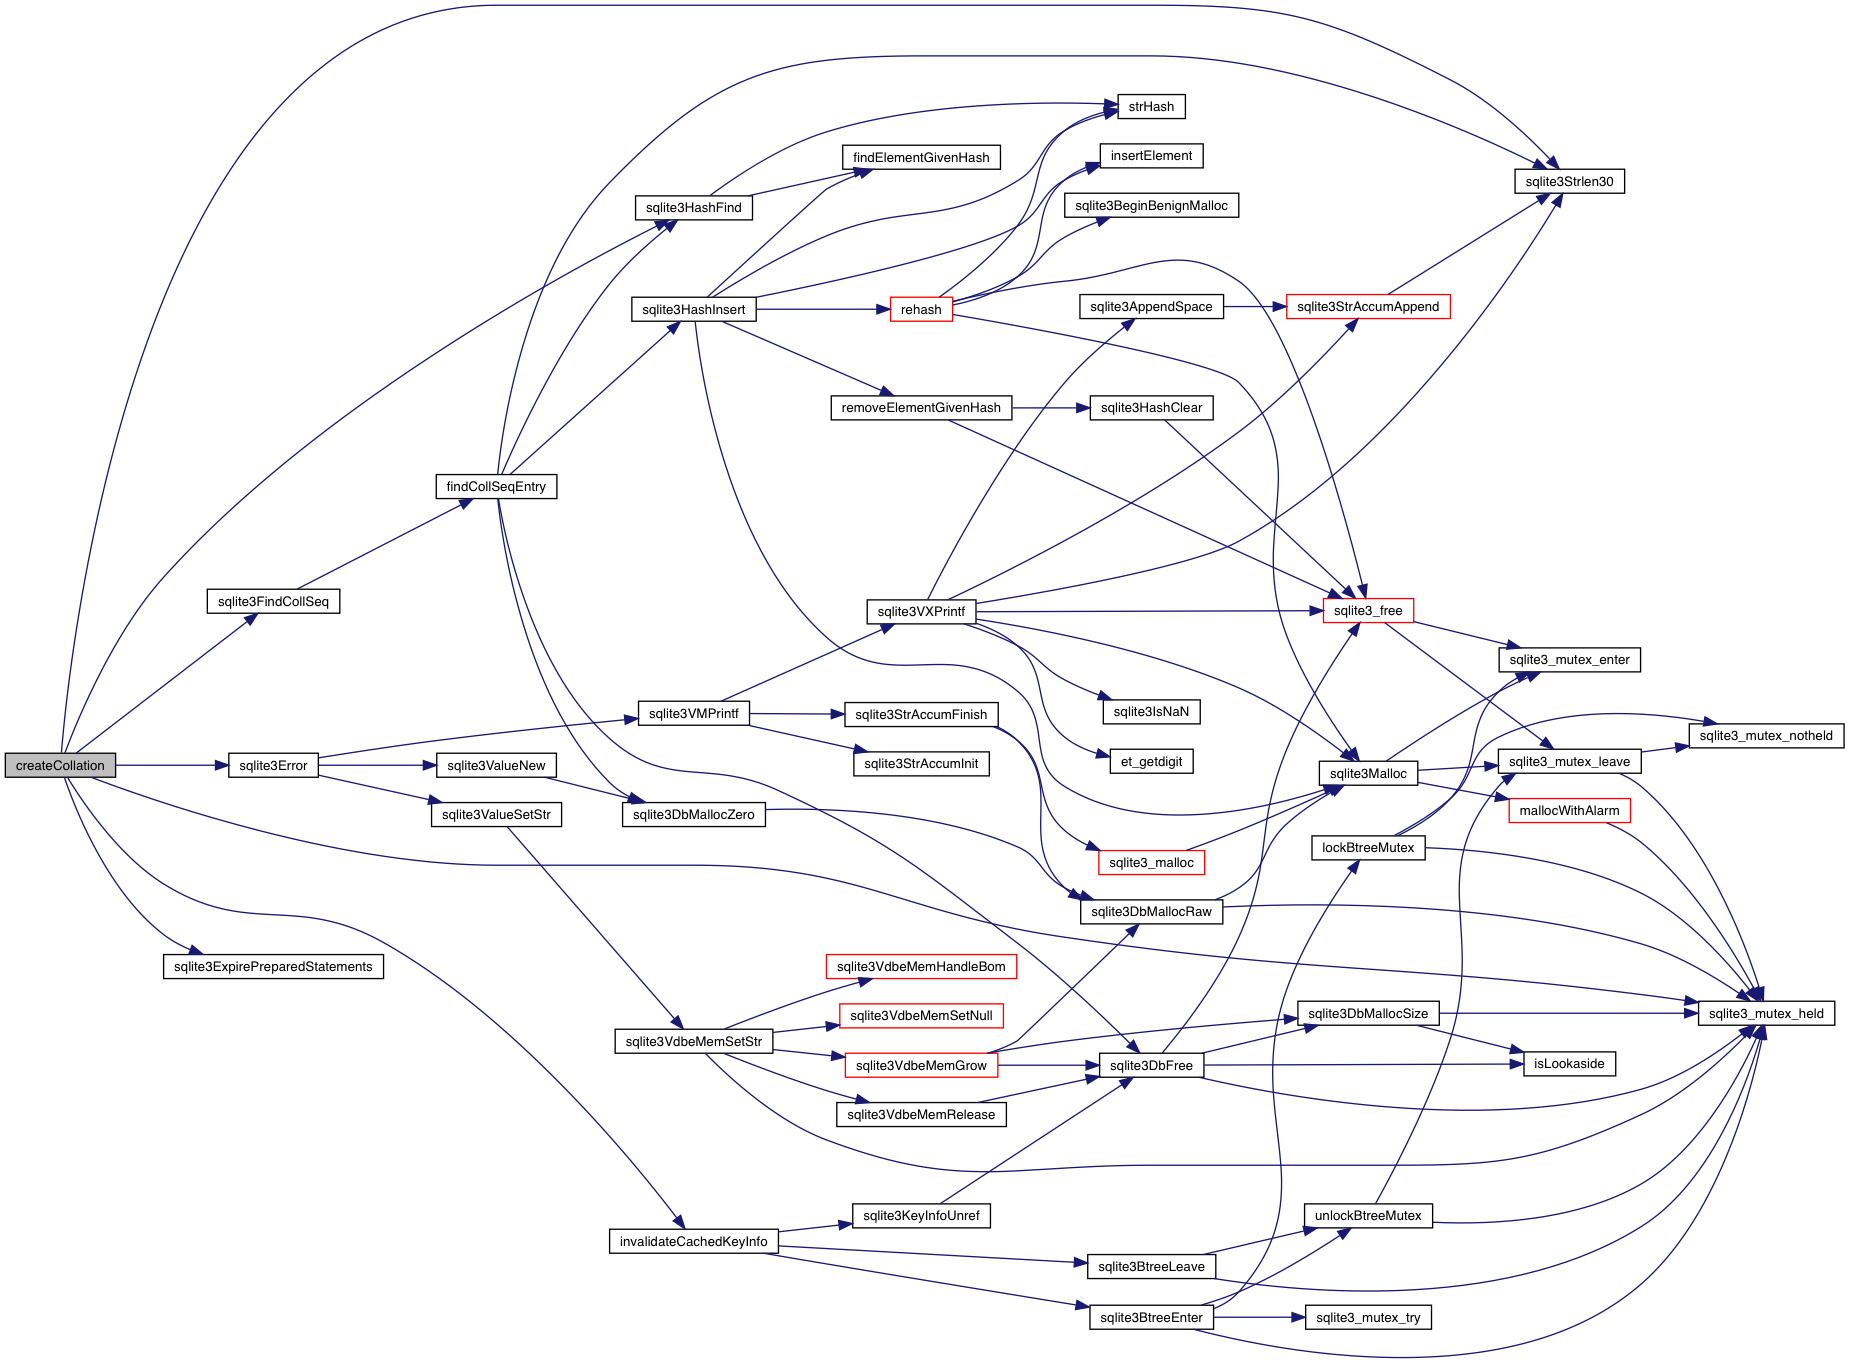 strHash
findElementGivenHash
insertElement
sqlite3Strlen30
sqlite3HashFind
sqlite3BeginBenignMalloc
sqlite3HashInsert
rehash
sqlite3AppendSpace
sqlite3StrAccumAppend
removeElementGivenHash
sqlite3HashClear
findCollSeqEntry
sqlite3FindCollSeq
sqlite3VXPrintf
sqlite3_free
sqlite3_mutex_enter
sqlite3VMPrintf
sqlite3StrAccumFinish
sqlite3IsNaN
sqlite3_mutex_notheld
createCollation
sqlite3Error
sqlite3ValueNew
sqlite3StrAccumInit
et_getdigit
sqlite3Malloc
sqlite3_mutex_leave
sqlite3ValueSetStr
sqlite3DbMallocZero
mallocWithAlarm
lockBtreeMutex
sqlite3_malloc
sqlite3DbMallocRaw
sqlite3ExpirePreparedStatements
sqlite3VdbeMemHandleBom
sqlite3VdbeMemSetNull
sqlite3DbMallocSize
sqlite3_mutex_held
sqlite3VdbeMemSetStr
sqlite3VdbeMemGrow
sqlite3DbFree
isLookaside
sqlite3VdbeMemRelease
sqlite3KeyInfoUnref
unlockBtreeMutex
invalidateCachedKeyInfo
sqlite3BtreeLeave
sqlite3BtreeEnter
sqlite3_mutex_try